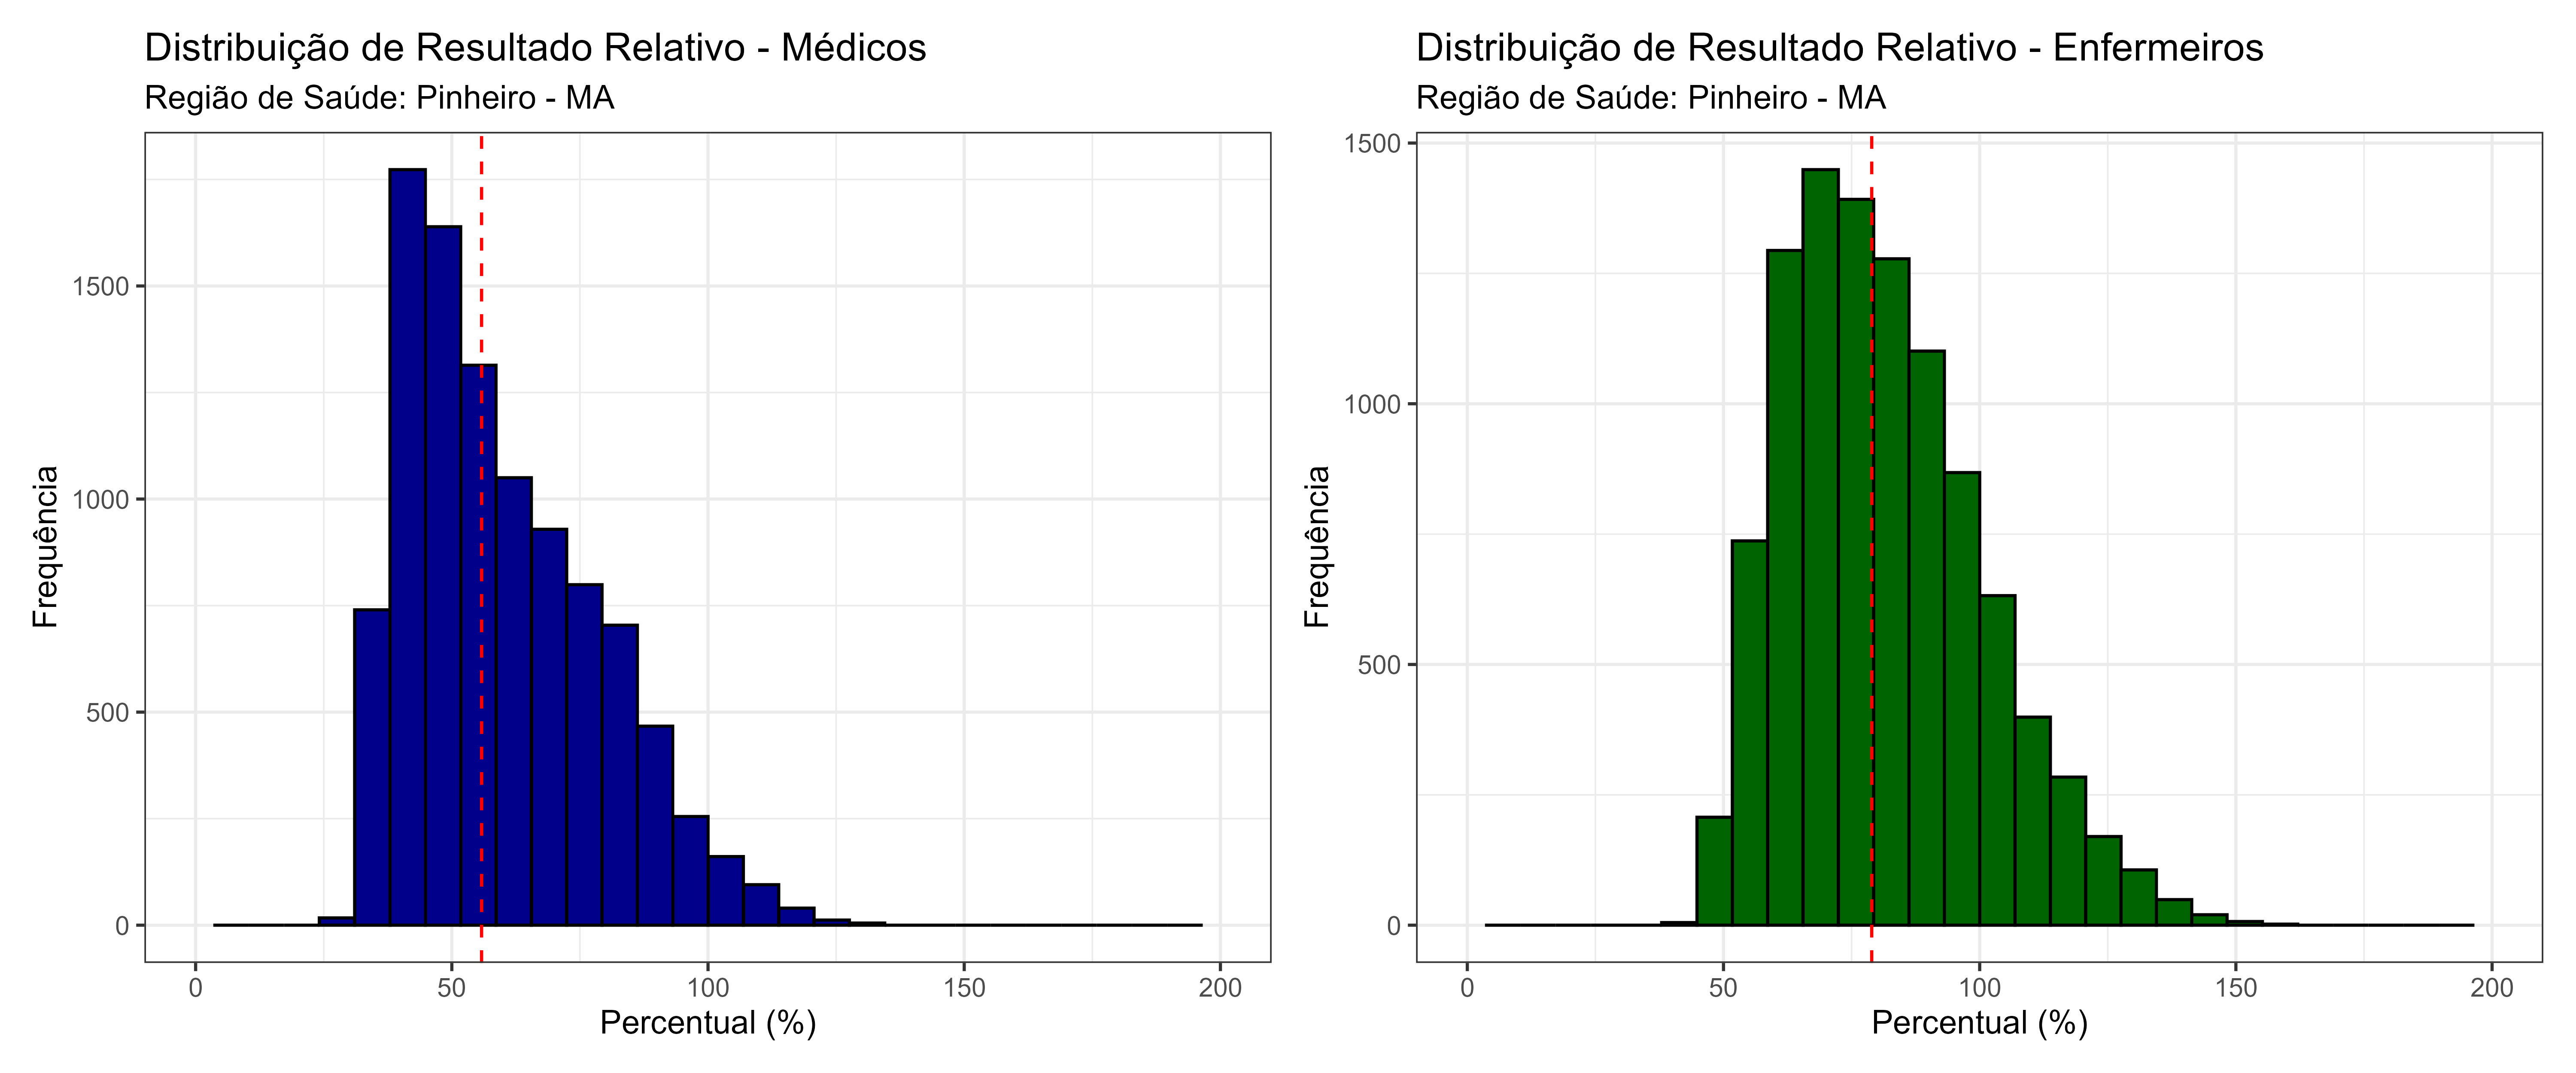 Distribuição de Resultado Relativo - Médicos
Região de Saúde: Pinheiro - MA
Frequência
1500
1000
500
0
0 50 100 150 200
Percentual (%)
Distribuição de Resultado Relativo - Enfermeiros
Região de Saúde: Pinheiro - MA
Frequência
1500
1000
500
0
0 50 100 150 200
Percentual (%)